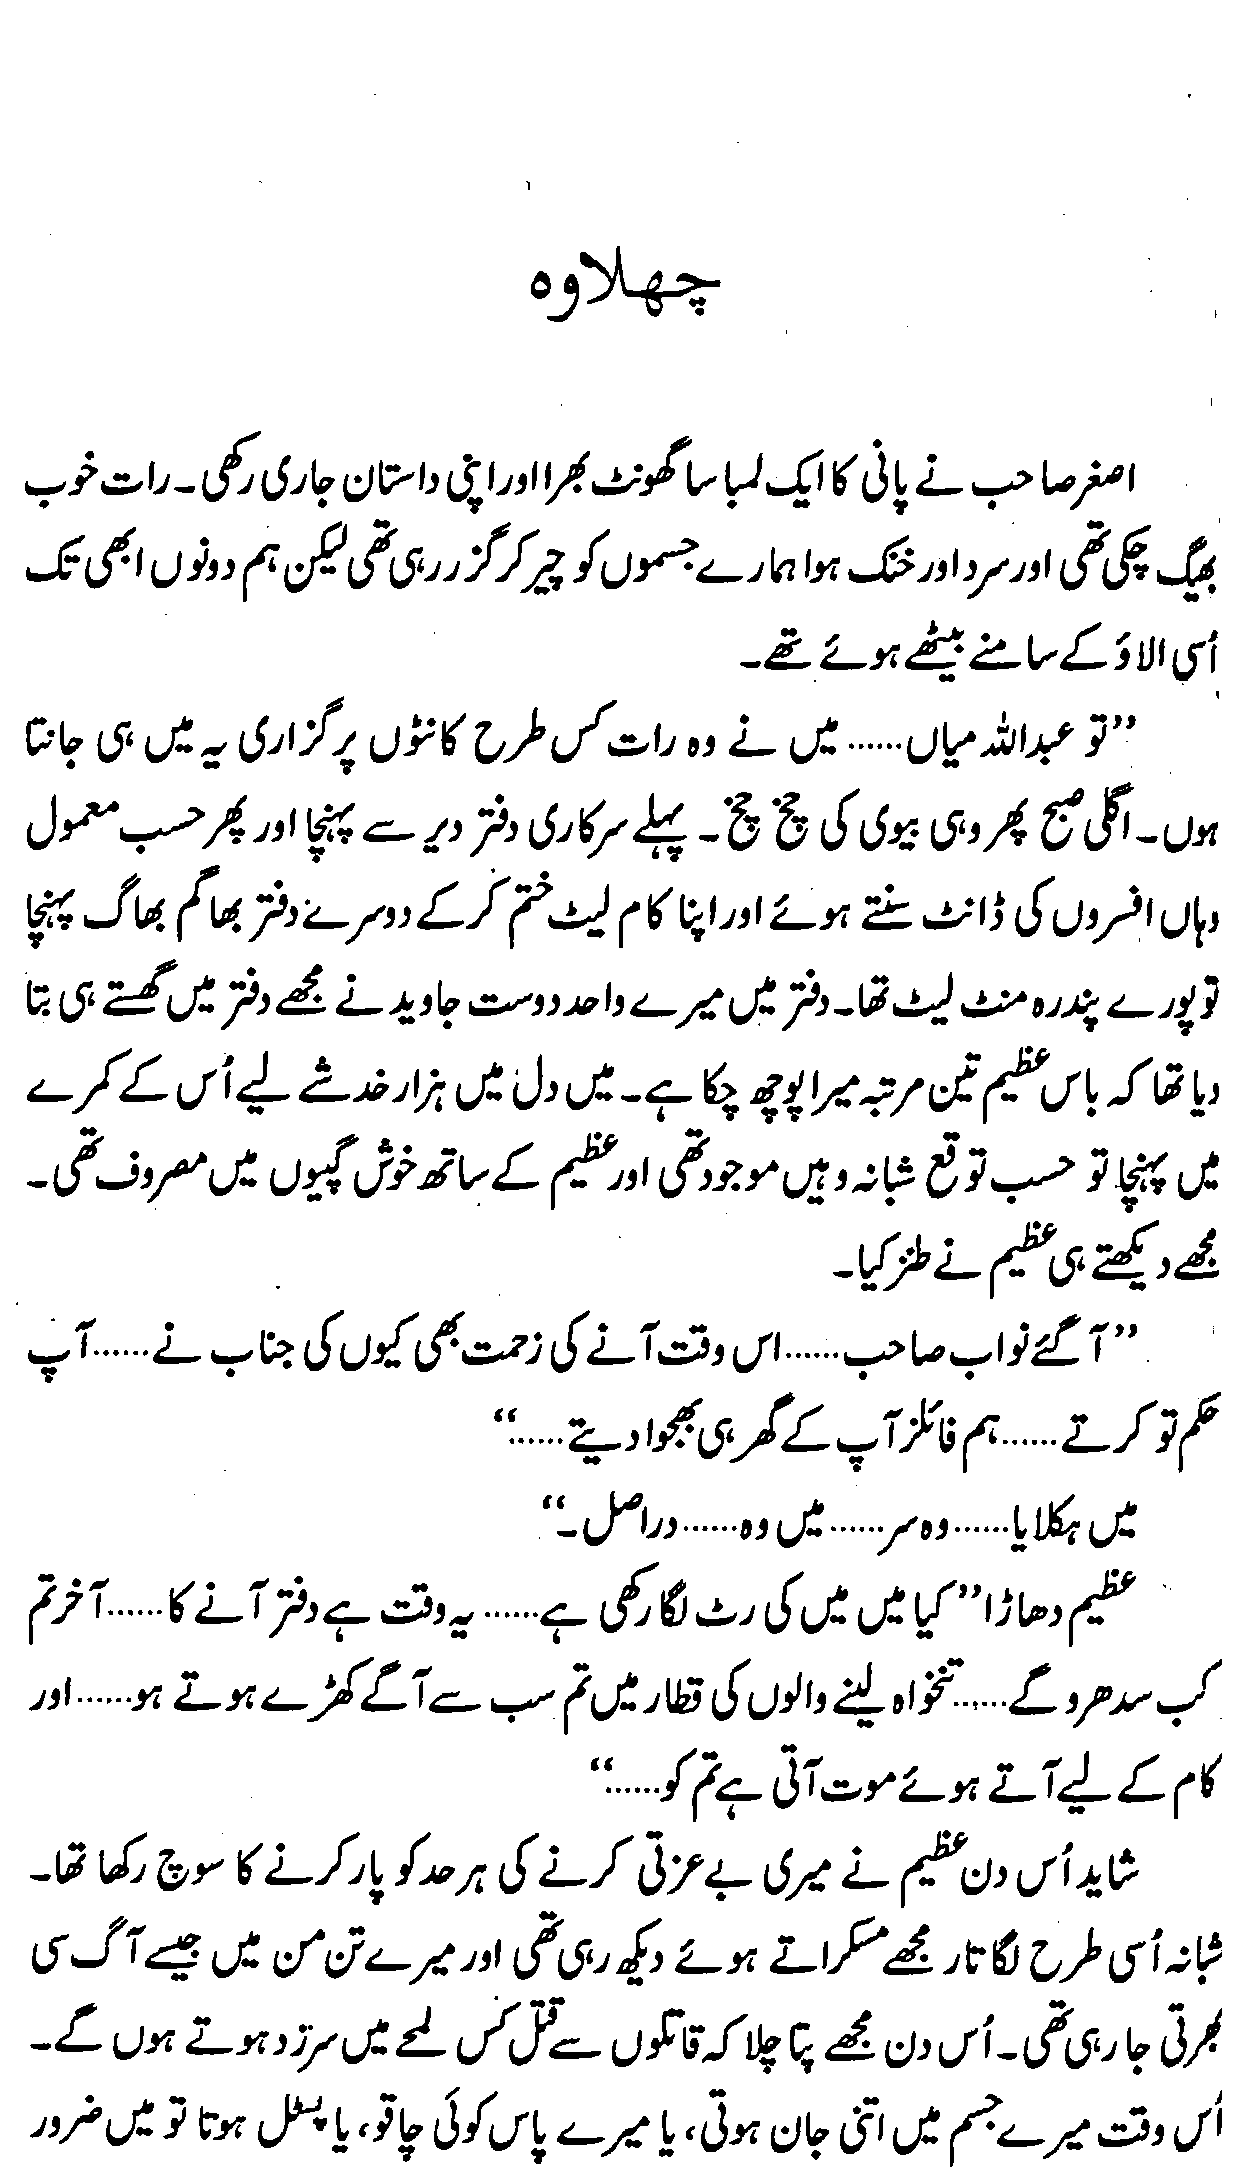 چھلاوہ
اصغر صاحب نے پانی کا ایک لمبا سا گھونٹ بھرا اور اپنی داستان جاری رکھی۔ رات خوب
بھیگ چکی تھی اور سرد اور خنک ہوا ہمارے جسموں کو چیر کر گزر رہی تھی لیکن ہم دونوں ابھی تک
اُسی الاؤ کے سامنے بیٹھے ہوئے تھے۔
”تو عبداللہ میاں...... میں نے وہ رات کس طرح کانٹوں پر گزاری یہ میں ہی جانتا
ہوں۔ اگلی صبح پھر وہی بیوی کی چخ چخ۔ پہلے سرکاری دفتر دیر سے پہنچا اور پھر حسب معمول
وہاں افسروں کی ڈانٹ سنتے ہوئے اور اپنا کام لیٹ ختم کر کے دوسرے دفتر بھاگم بھاگ پہنچا
تو پورے پندرہ منٹ لیٹ تھا۔ دفتر میں میرے واحد دوست جاوید نے مجھے دفتر میں گھستے ہی بتا
دیا تھا کہ باس عظیم تین مرتبہ میرا پوچھ چکا ہے۔ میں دل میں ہزار خدشے لیے اُس کے کمرے
میں پہنچا تو حسب توقع شبانہ وہیں موجود تھی اور عظیم کے ساتھ خوش گپیوں میں مصروف تھی۔
مجھے دیکھتے ہی عظیم نے طنز کیا۔
”آ گئے نواب صاحب...... اس وقت آنے کی زحمت بھی کیوں کی جناب نے...... آپ
حکم تو کرتے...... ہم فائلز آپ کے گھر ہی بھجوا دیتے......“
میں ہکلایا...... وہ سر...... میں وہ...... دراصل۔“
عظیم دھاڑا ”کیا میں میں کی رٹ لگا رکھی ہے...... یہ وقت ہے دفتر آنے کا...... آخر تم
کب سدھرو گے...... تنخواہ لینے والوں کی قطار میں تم سب سے آگے کھڑے ہوتے ہو...... اور
کام کے لیے آتے ہوئے موت آتی ہے تم کو......“
شاید اُس دن عظیم نے میری بے عزتی کرنے کی ہر حد کو پار کرنے کا سوچ رکھا تھا۔
شبانہ اُسی طرح لگاتار مجھے مسکراتے ہوئے دیکھ رہی تھی اور میرے تن من میں جیسے آگ سی
بھرتی جا رہی تھی۔ اُس دن مجھے پتا چلا کہ قاتلوں سے قتل کس لمحے میں سرزد ہوتے ہوں گے۔
اُس وقت میرے جسم میں اتنی جان ہوتی، یا میرے پاس کوئی چاقو، یا پسٹل ہوتا تو میں ضرور